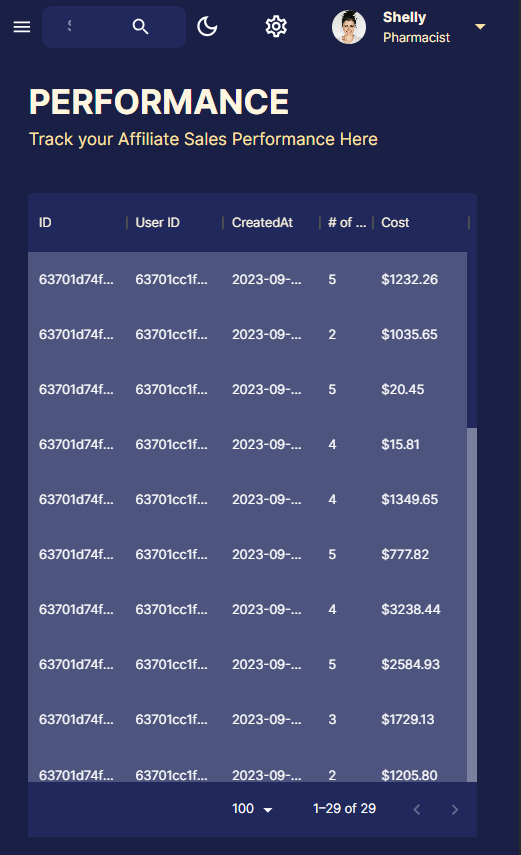 Shelly
Pharmacist
PERFORMANCE
Track your Affiliate Sales Performance Here
ID User ID CreatedAt # of ... Cost
63701d74f... 63701cc1f... 2023-09-... 5 $1232.26
63701d74f... 63701cc1f... 2023-09-... 2 $1035.65
63701d74f... 63701cc1f... 2023-09-... 5 $20.45
63701d74f... 63701cc1f... 2023-09-... 4 $15.81
63701d74f... 63701cc1f... 2023-09-... 4 $1349.65
63701d74f... 63701cc1f... 2023-09-... 5 $777.82
63701d74f... 63701cc1f... 2023-09-... 4 $3238.44
63701d74f... 63701cc1f... 2023-09-... 5 $2584.93
63701d74f... 63701cc1f... 2023-09-... 3 $1729.13
63701d74f... 63701cc1f... 2023-09-... 2 $1205.80
100 1–29 of 29